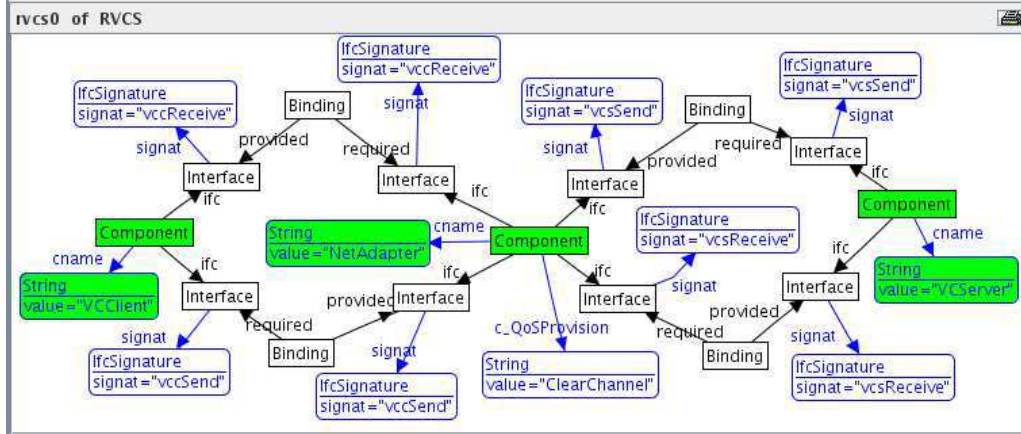 rvcs0 of RVCS
IfcSignature
signat="vccReceive"
IfcSignature
signat="vcsSend"
IfcSignature
signat="vccReceive"
IfcSignature
signat="vcsSend"
Binding
Binding
signat
signat
signat
provided
required
signat
provided
required
Interface
Interface
Interface
Interface
ifc
ifc
ifc
ifc
Component
cname
String
value="NetAdapter"
Component
IfcSignature
signat="vcsReceive"
Component
cname
cname
ifc
ifc
ifc
ifc
String
value="VCClient"
Interface
provided
Interface
Interface
signat
provided
Interface
String
value="VCServer"
signat
required
Binding
signat
c_QoSProvision
required
Binding
signat
IfcSignature
signat="vccSend"
IfcSignature
signat="vccSend"
String
value="ClearChannel"
IfcSignature
signat="vcsReceive"